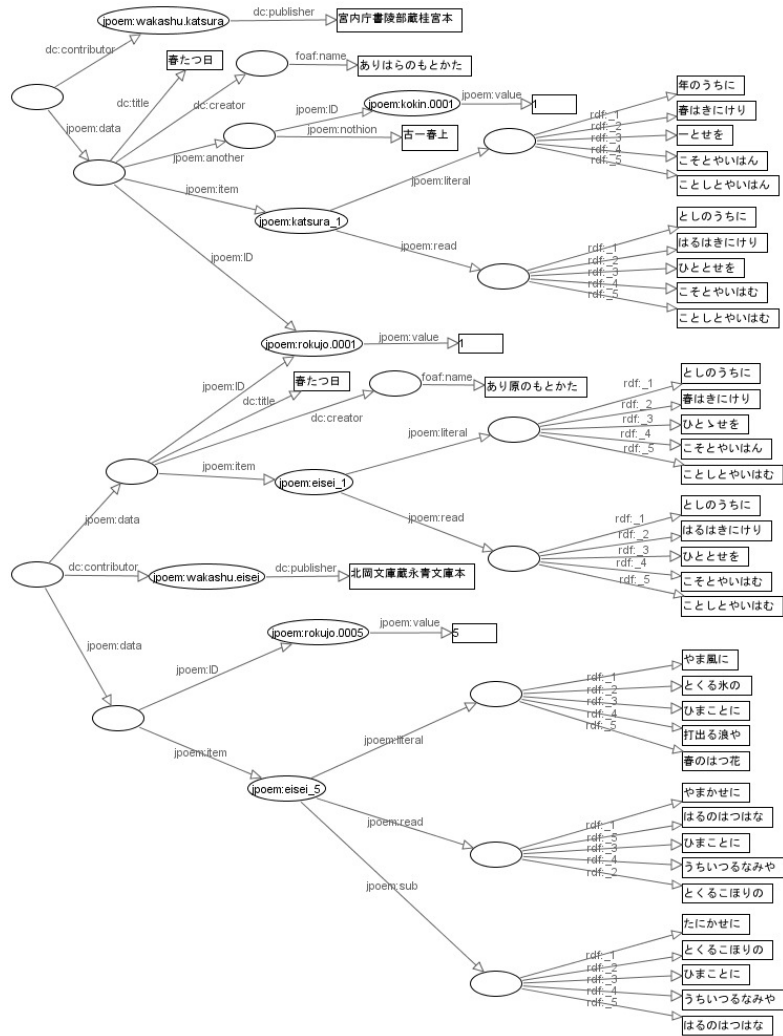 jpoem:wakashu.katsura
dc:publisher
宮内庁書陵部蔵桂宮本
dc:contributor
春たつ日
foaf:name
ありはらのもとかた
dc:title
dc:creator
jpoem:data
jpoem:ID
jpoem:kokin.0001
jpoem:value
1
jpoem:nothion
古一春上
jpoem:another
年のうちに
春はきにけり
一とせを
こそとやいはん
ことしとやいはん
rdf:_1
rdf:_2
rdf:_3
rdf:_4
rdf:_5
jpoem:literal
jpoem:item
jpoem:katsura_1
jpoem:read
としのうちに
はるはきにけり
ひととせを
こそとやいはむ
ことしとやいはむ
rdf:_1
rdf:_2
rdf:_3
rdf:_4
rdf:_5
jpoem:ID
jpoem:rokujo.0001
jpoem:value
1
jpoem:ID
春たつ日
dc:title
foaf:name
あり原のもとかた
dc:creator
としのうちに
春はきにけり
ひとゝせを
こそとやいはん
ことしとやいはむ
rdf:_1
rdf:_2
rdf:_3
rdf:_4
rdf:_5
jpoem:literal
jpoem:item
jpoem:eisei_1
jpoem:read
としのうちに
はるはきにけり
ひととせを
こそとやいはむ
ことしとやいはむ
rdf:_1
rdf:_2
rdf:_3
rdf:_4
rdf:_5
jpoem:data
dc:contributor
jpoem:wakashu.eisei
dc:publisher
北岡文庫蔵永青文庫本
jpoem:data
jpoem:ID
jpoem:rokujo.0005
jpoem:value
5
やま風に
とくる氷の
ひまことに
打出る浪や
春のはつ花
rdf:_1
rdf:_2
rdf:_3
rdf:_4
rdf:_5
jpoem:literal
jpoem:item
jpoem:eisei_5
jpoem:read
やまかせに
はるのはつはな
ひまことに
うちいつるなみや
とくるこほりの
rdf:_1
rdf:_5
rdf:_3
rdf:_4
rdf:_2
jpoem:sub
たにかせに
とくるこほりの
ひまことに
うちいつるなみや
はるのはつはな
rdf:_1
rdf:_2
rdf:_3
rdf:_4
rdf:_5